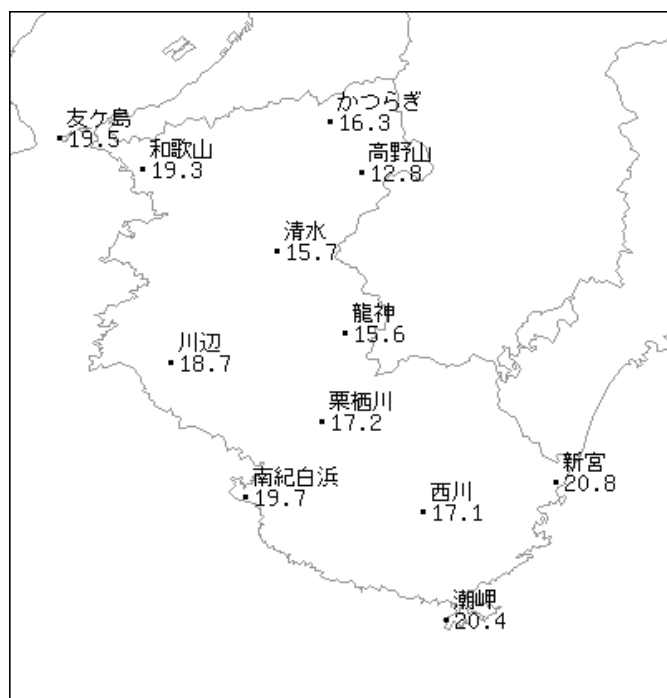 かつらぎ
16.3
友ケ島
19.5
和歌山
19.3
高野山
12.8
清水
15.7
龍神
15.6
川辺
18.7
栗栖川
17.2
新宮
20.8
南紀白浜
19.7
西川
17.1
潮岬
20.4